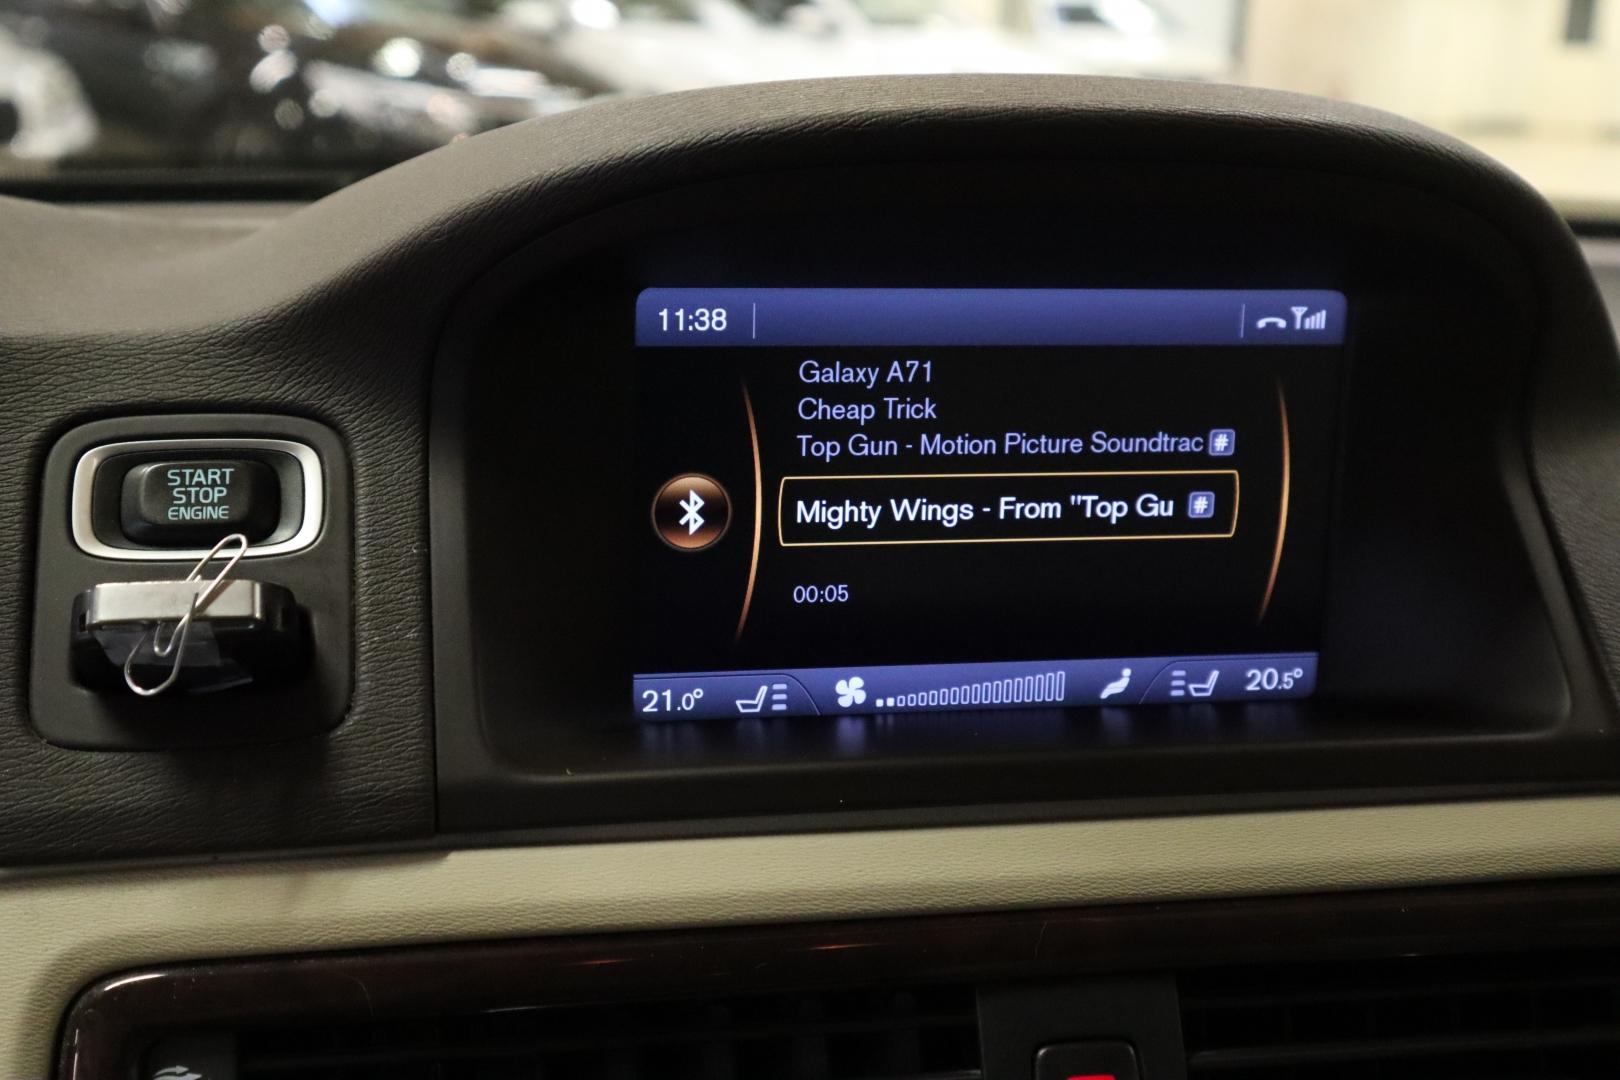 11:38
Galaxy A71
Cheap Trick
Top Gun - Motion Picture Soundtrac #
Mighty Wings - From "Top Gu #
00:05
21.0° 20.5°
START
STOP
ENGINE